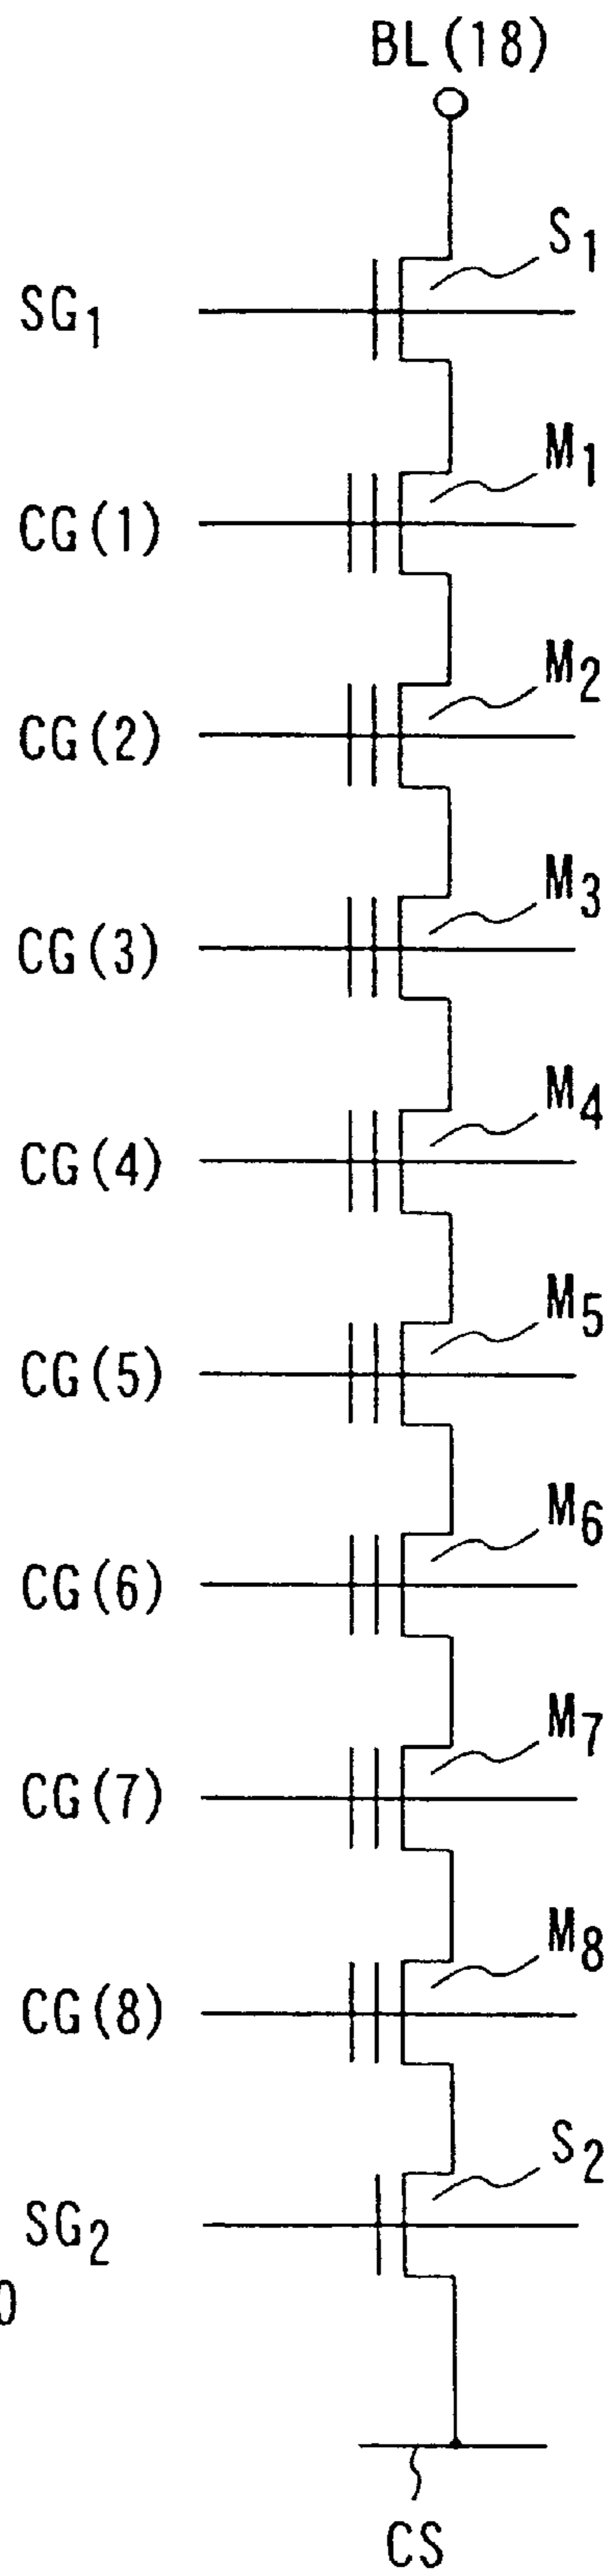 BL(18)
S1
SG1
M1
CG(1)
M2
CG(2)
M3
CG(3)
M4
CG(4)
M5
CG(5)
M6
CG(6)
M7
CG(7)
M8
CG(8)
S2
SG2
CS